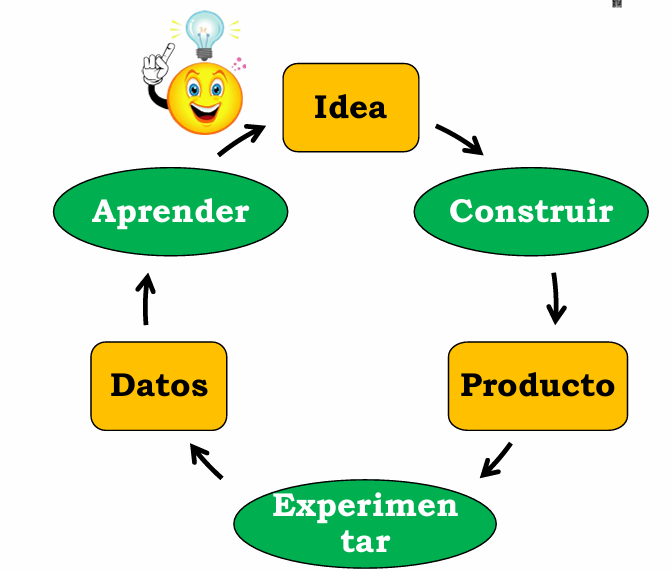 Idea
Construir
Producto
Experimen
tar
Datos
Aprender